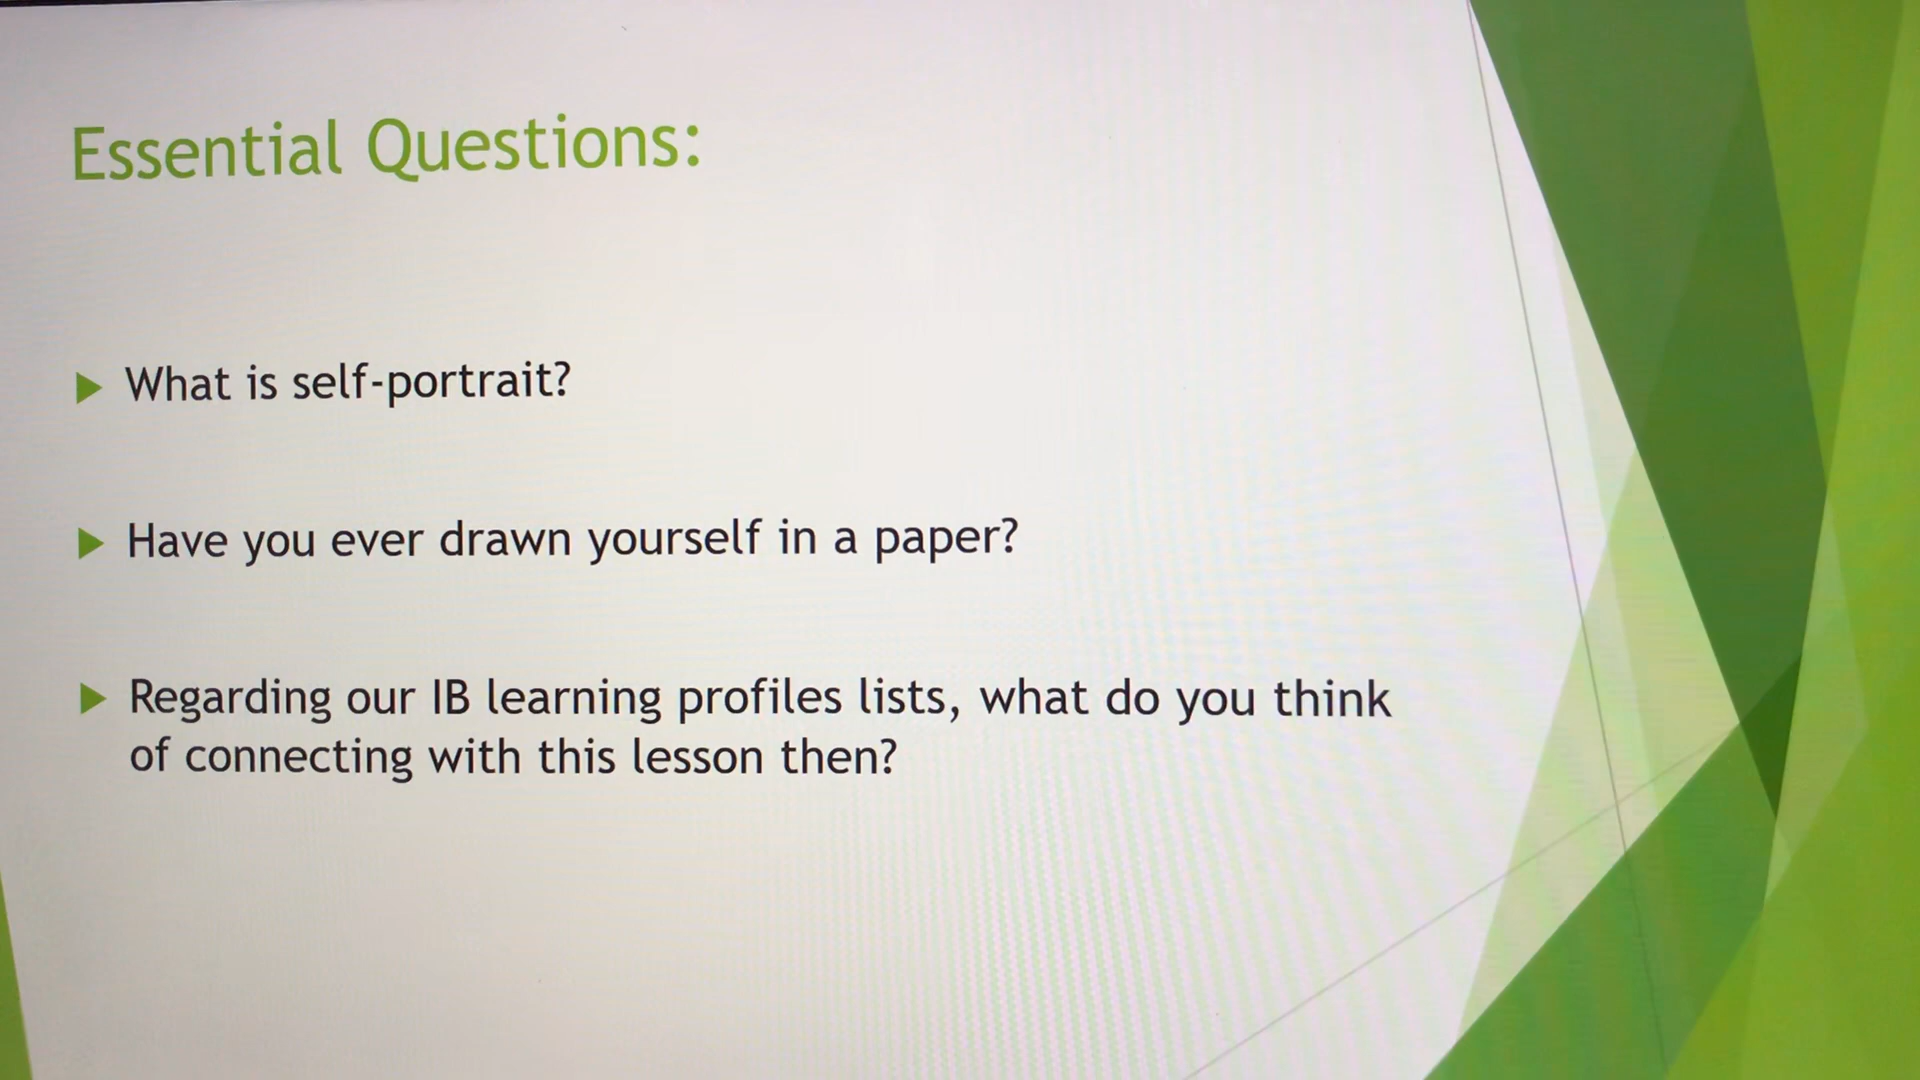 Essential Questions:
What is self-portrait?
Have you ever drawn yourself in a paper?
Regarding our IB learning profiles lists, what do you think
of connecting with this lesson then?